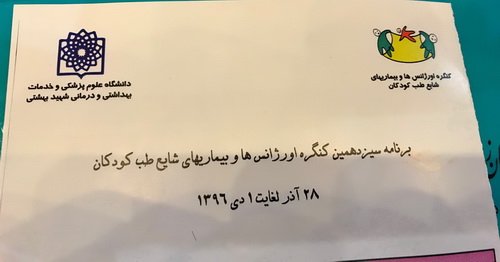 کنگره اورژانس ها و بیماریهای
شایع طب کودکان
دانشگاه علوم پزشکی و خدمات
بهداشتی و درمانی شهید بهشتی
برنامه سیزدهمین کنگره اورژانس ها و بیماریهای شایع طب کودکان
۲۸ آذر لغایت ۱ دی ۱۳۹۶